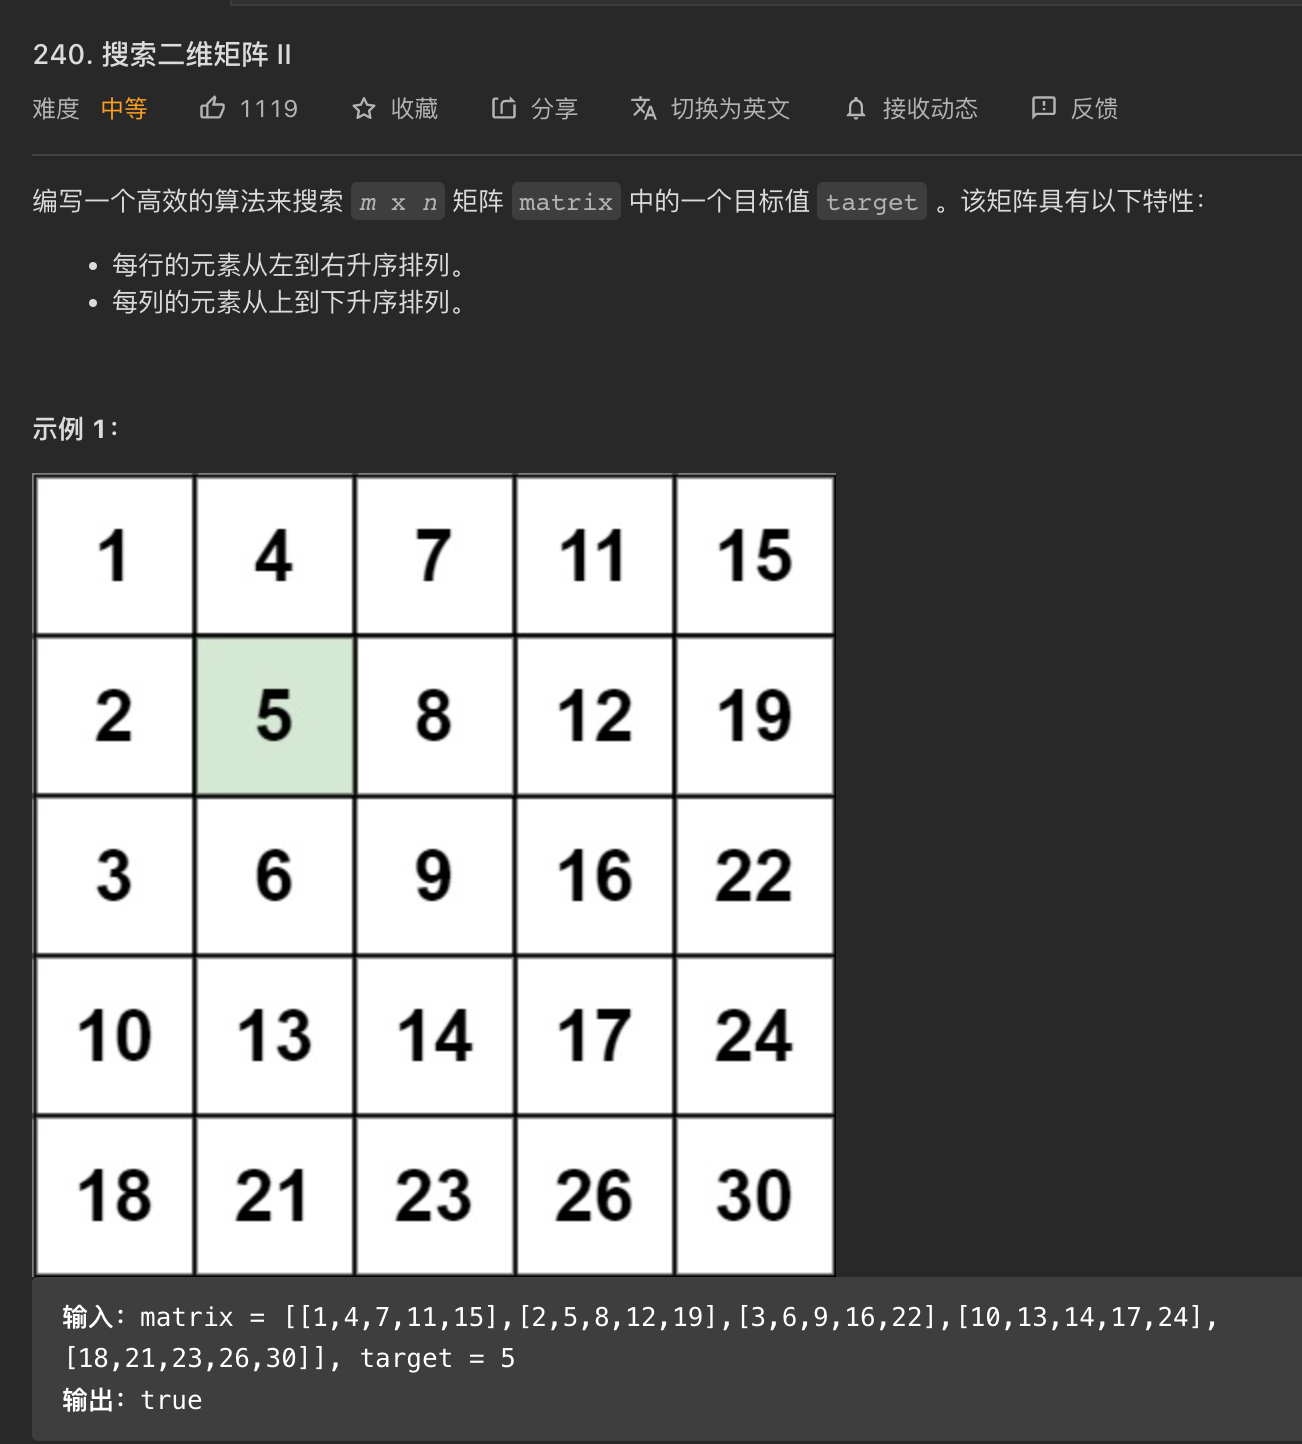 240. 搜索二维矩阵 II
难度 中等 1119 收藏 分享 切换为英文 接收动态 反馈
编写一个高效的算法来搜索 m x n 矩阵 matrix 中的一个目标值 target 。该矩阵具有以下特性：
• 每行的元素从左到右升序排列。
• 每列的元素从上到下升序排列。
示例 1：
1 4 7 11 15
2 5 8 12 19
3 6 9 16 22
10 13 14 17 24
18 21 23 26 30
输入：matrix = [[1,4,7,11,15],[2,5,8,12,19],[3,6,9,16,22],[10,13,14,17,24],
[18,21,23,26,30]], target = 5
输出：true